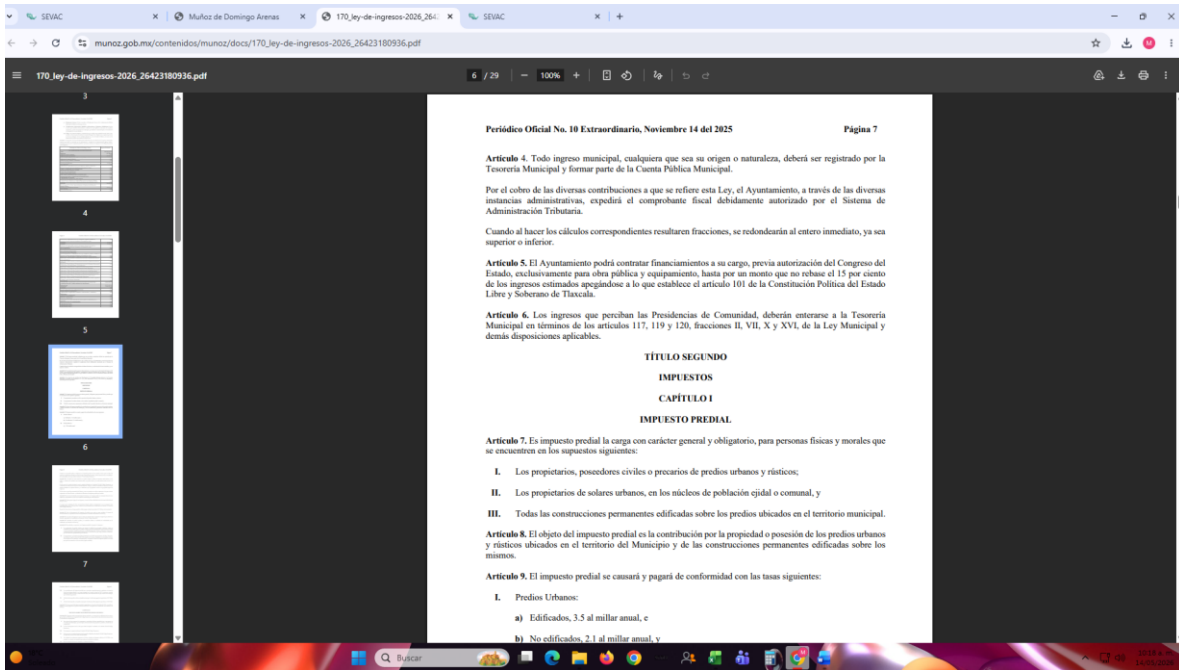 SEVAC
Muñoz de Domingo Arenas
170_ley-de-ingresos-2026_2642
SEVAC
munoz.gob.mx/contenidos/munoz/docs/170_ley-de-ingresos-2026_26423180936.pdf
170_ley-de-ingresos-2026_26423180936.pdf
6 / 29
100%
3
4
5
6
7
Periódico Oficial No. 10 Extraordinario, Noviembre 14 del 2025 Página 7
Artículo 4. Todo ingreso municipal, cualquiera que sea su origen o naturaleza, deberá ser registrado por la
Tesorería Municipal y formar parte de la Cuenta Pública Municipal.
Por el cobro de las diversas contribuciones a que se refiere esta Ley, el Ayuntamiento, a través de las diversas
instancias administrativas, expedirá el comprobante fiscal debidamente autorizado por el Sistema de
Administración Tributaria.
Cuando al hacer los cálculos correspondientes resultaren fracciones, se redondearán al entero inmediato, ya sea
superior o inferior.
Artículo 5. El Ayuntamiento podrá contratar financiamientos a su cargo, previa autorización del Congreso del
Estado, exclusivamente para obra pública y equipamiento, hasta por un monto que no rebase el 15 por ciento
de los ingresos estimados apegándose a lo que establece el artículo 101 de la Constitución Política del Estado
Libre y Soberano de Tlaxcala.
Artículo 6. Los ingresos que perciban las Presidencias de Comunidad, deberán enterarse a la Tesorería
Municipal en términos de los artículos 117, 119 y 120, fracciones II, VII, X y XVI, de la Ley Municipal y
demás disposiciones aplicables.
TÍTULO SEGUNDO
IMPUESTOS
CAPÍTULO I
IMPUESTO PREDIAL
Artículo 7. Es impuesto predial la carga con carácter general y obligatorio, para personas físicas y morales que
se encuentren en los supuestos siguientes:
I. Los propietarios, poseedores civiles o precarios de predios urbanos y rústicos;
II. Los propietarios de solares urbanos, en los núcleos de población ejidal o comunal, y
III. Todas las construcciones permanentes edificadas sobre los predios ubicados en el territorio municipal.
Artículo 8. El objeto del impuesto predial es la contribución por la propiedad o posesión de los predios urbanos
y rústicos ubicados en el territorio del Municipio y de las construcciones permanentes edificadas sobre los
mismos.
Artículo 9. El impuesto predial se causará y pagará de conformidad con las tasas siguientes:
I. Predios Urbanos:
a) Edificados, 3.5 al millar anual, e
b) No edificados, 2.1 al millar anual, y
Buscar